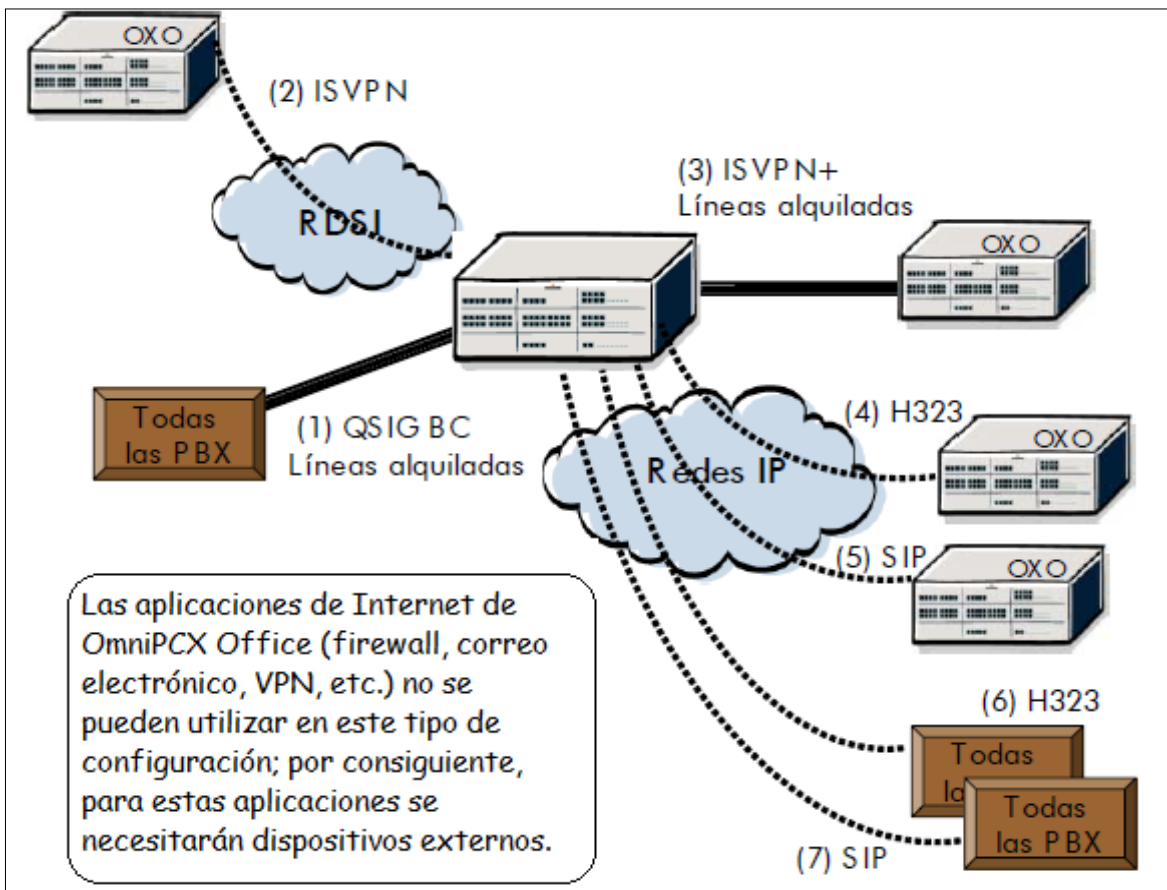 OXO
(2) ISVPN
RDSI
(3) ISVPN+
Líneas alquiladas
OXO
Todas
las PBX
(1) QSIG BC
Líneas alquiladas
(4) H323
OXO
Redes IP
(5) SIP
OXO
Las aplicaciones de Internet de
OmniPCX Office (firewall, correo
electrónico, VPN, etc.) no se
pueden utilizar en este tipo de
configuración; por consiguiente,
para estas aplicaciones se
necesitarán dispositivos externos.
(6) H323
Todas
la
Todas
las PBX
(7) SIP